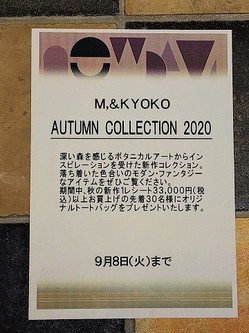 M,&KYOKO
AUTUMN COLLECTION 2020
深い森を感じるボタニカルアートからイン
スピレーションを受けた新作コレクション。
落ち着いた色合いのモダン・ファンタジー
なアイテムをぜひご覧ください。
期間中、秋の新作1レシート33,000円(税
込)以上お買上げの先着30名様にオリジ
ナルトートバッグをプレゼントいたします。
9月8日(火)まで